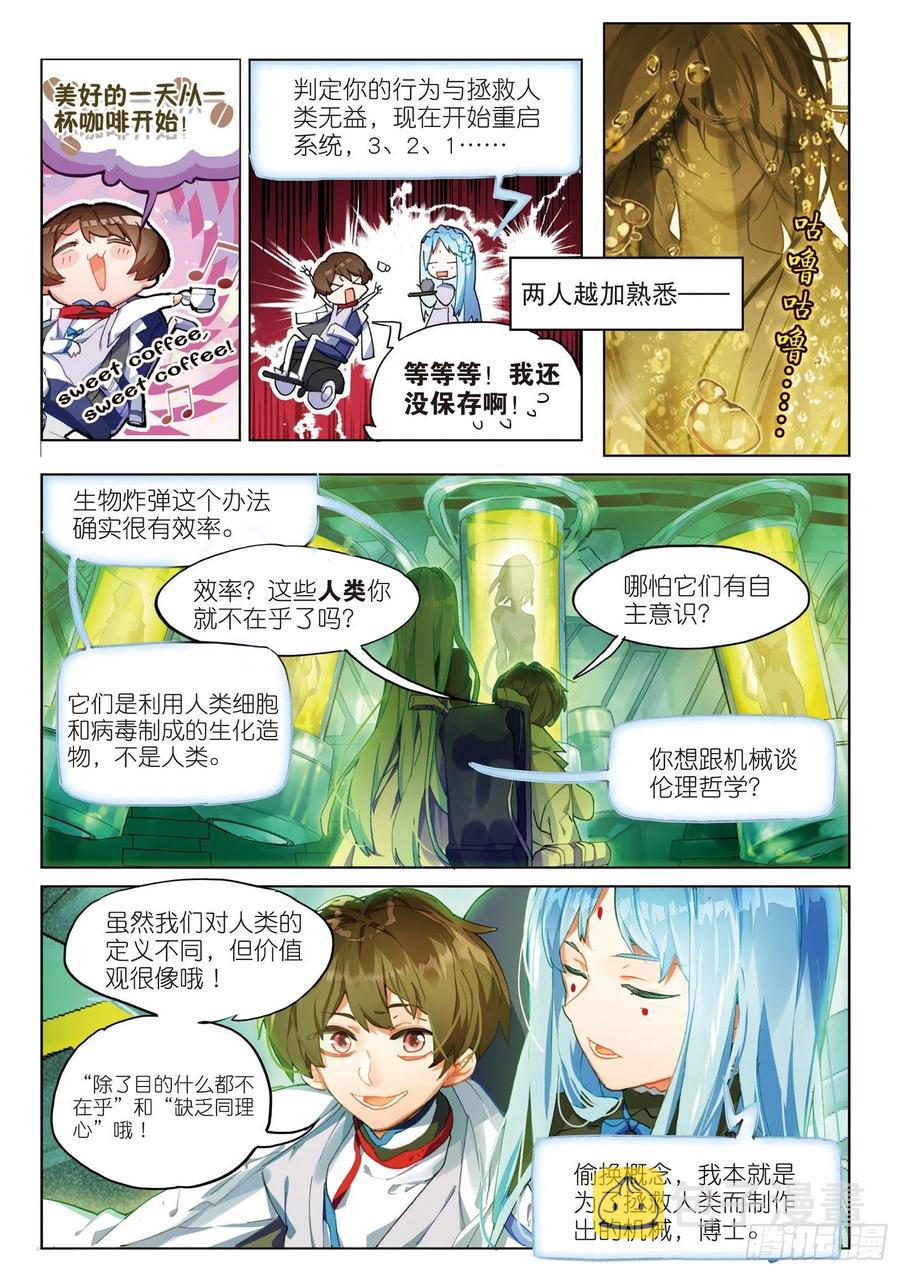 美好的一天从一
杯咖啡开始！
sweet coffee,
sweet coffee!
判定你的行为与拯救人
类无益，现在开始重启
系统，3、2、1……
等等等！我还
没保存啊！
两人越加熟悉——
咕噜咕噜……
生物炸弹这个办法
确实很有效率。
效率？这些人类你
就不在乎了吗？
它们是利用人类细胞
和病毒制成的生化造
物，不是人类。
哪怕它们有自
主意识？
你想跟机械谈
伦理哲学？
虽然我们对人类的
定义不同，但价值
观很像哦！
“除了目的什么都不
在乎”和“缺乏同理
心”哦！
偷换概念，我本就是
为了拯救人类而制作
出的机械，博士。
包子漫畫
腾讯动漫